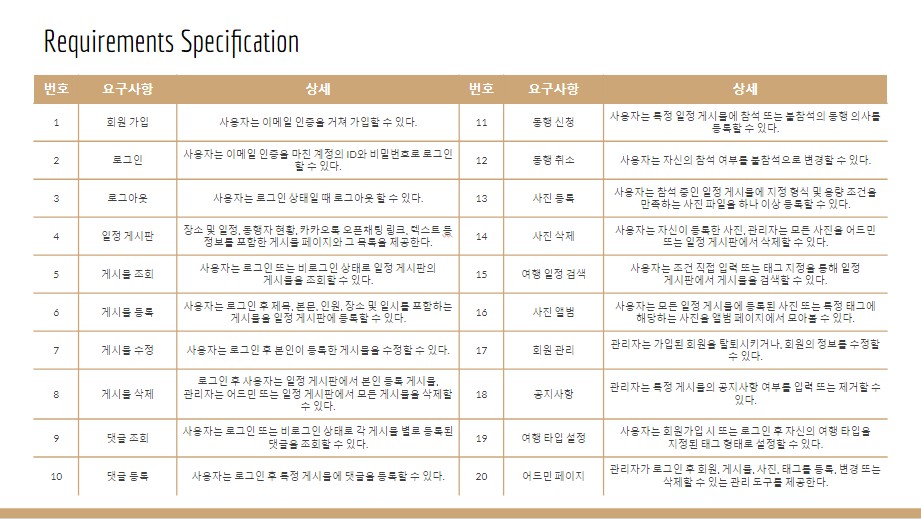 Requirements Specification
번호 요구사항 상세 번호 요구사항 상세
1 회원 가입 사용자는 이메일 인증을 거쳐 가입할 수 있다.
2 로그인 사용자는 이메일 인증을 마친 계정의 ID와 비밀번호로 로그인
할 수 있다.
3 로그아웃 사용자는 로그인 상태일 때 로그아웃 할 수 있다.
4 일정 게시판 장소 및 일정, 동행자 현황, 카카오톡 오픈채팅 링크, 텍스트 등
정보를 포함한 게시물 페이지와 그 목록을 제공한다.
5 게시물 조회 사용자는 로그인 또는 비로그인 상태로 일정 게시판의
게시물을 조회할 수 있다.
6 게시물 등록 사용자는 로그인 후 제목, 본문, 인원, 장소 및 일시를 포함하는
게시물을 일정 게시판에 등록할 수 있다.
7 게시물 수정 사용자는 로그인 후 본인이 등록한 게시물을 수정할 수 있다.
8 게시물 삭제 로그인 후 사용자는 일정 게시판에서 본인 등록 게시물,
관리자는 어드민 또는 일정 게시판에서 모든 게시물을 삭제할
수 있다.
9 댓글 조회 사용자는 로그인 또는 비로그인 상태로 각 게시물 별로 등록된
댓글을 조회할 수 있다.
10 댓글 등록 사용자는 로그인 후 특정 게시물에 댓글을 등록할 수 있다.
11 동행 신청 사용자는 특정 일정 게시물에 참석 또는 불참석의 동행 의사를
등록할 수 있다.
12 동행 취소 사용자는 자신의 참석 여부를 불참석으로 변경할 수 있다.
13 사진 등록 사용자는 참석 중인 일정 게시물에 지정 형식 및 용량 조건을
만족하는 사진 파일을 하나 이상 등록할 수 있다.
14 사진 삭제 사용자는 자신이 등록한 사진, 관리자는 모든 사진을 어드민
또는 일정 게시판에서 삭제할 수 있다.
15 여행 일정 검색 사용자는 조건 직접 입력 또는 태그 지정을 통해 일정
게시판에서 게시물을 검색할 수 있다.
16 사진 앨범 사용자는 모든 일정 게시물에 등록된 사진 또는 특정 태그에
해당하는 사진을 앨범 페이지에서 모아볼 수 있다.
17 회원 관리 관리자는 가입된 회원을 탈퇴시키거나, 회원의 정보를 수정할
수 있다.
18 공지사항 관리자는 특정 게시물의 공지사항 여부를 입력 또는 제거할 수
있다.
19 여행 타입 설정 사용자는 회원가입 시 또는 로그인 후 자신의 여행 타입을
지정된 태그 형태로 설정할 수 있다.
20 어드민 페이지 관리자가 로그인 후 회원, 게시물, 사진, 태그를 등록, 변경 또는
삭제할 수 있는 관리 도구를 제공한다.